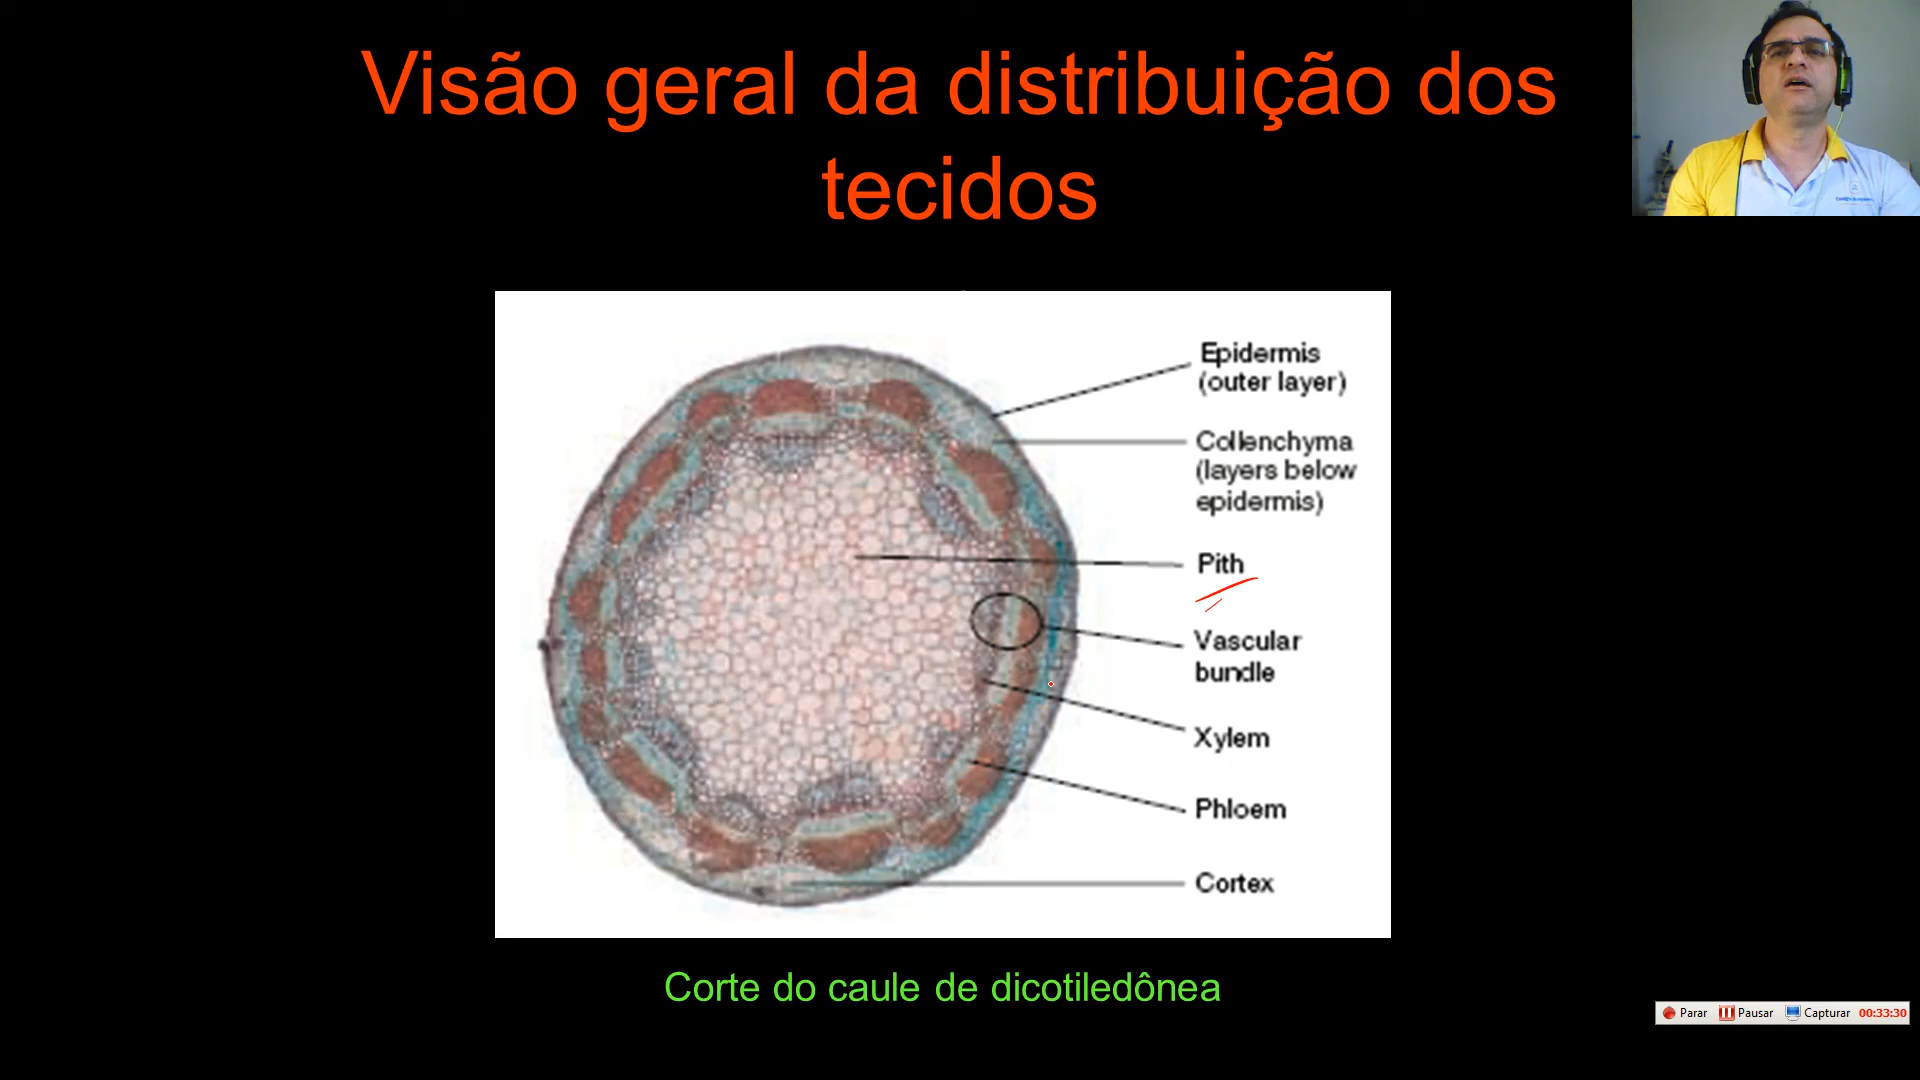 Visão geral da distribuição dos
tecidos
Epidermis
(outer layer)
Collenchyma
(layers below
epidermis)
Pith
Vascular
bundle
Xylem
Phloem
Cortex
Corte do caule de dicotiledônea
Parar Pausar Capturar 00:33:30